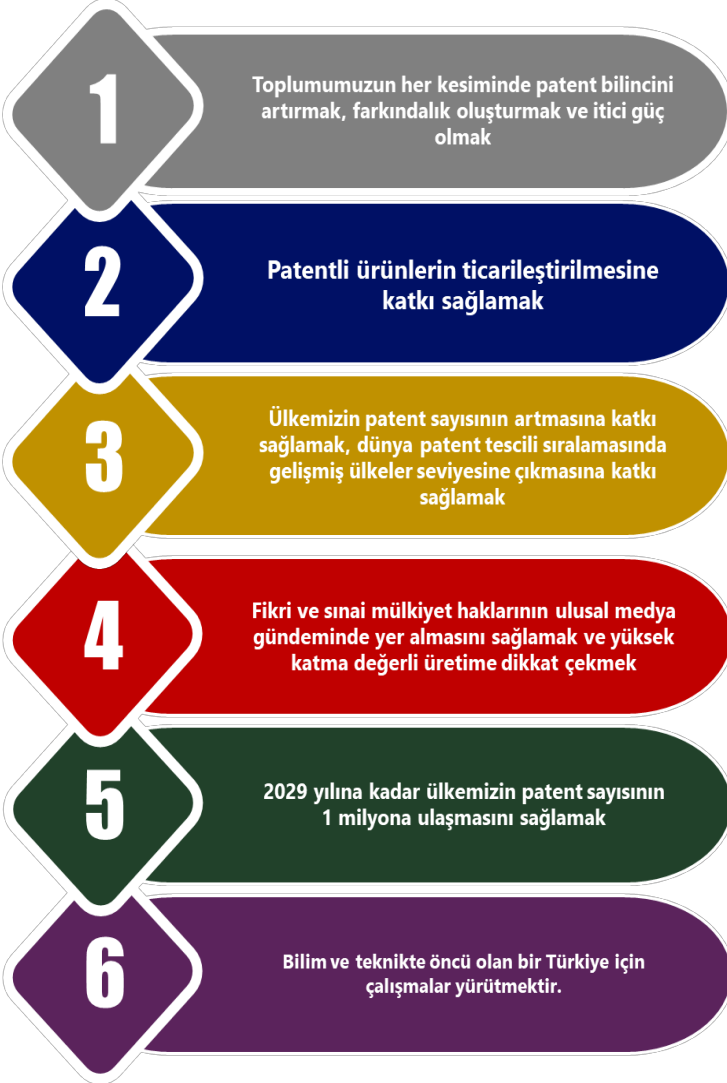 1
Toplumumuzun her kesiminde patent bilincini
artırmak, farkındalık oluşturmak ve itici güç
olmak
2
Patentli ürünlerin ticarileştirilmesine
katkı sağlamak
3
Ülkemizin patent sayısının artmasına katkı
sağlamak, dünya patent tescili sıralamasında
gelişmiş ülkeler seviyesine çıkmasına katkı
sağlamak
4
Fikri ve sınai mülkiyet haklarının ulusal medya
gündeminde yer almasını sağlamak ve yüksek
katma değerli üretime dikkat çekmek
5
2029 yılına kadar ülkemizin patent sayısının
1 milyona ulaşmasını sağlamak
6
Bilim ve teknikte öncü olan bir Türkiye için
çalışmalar yürütmektir.